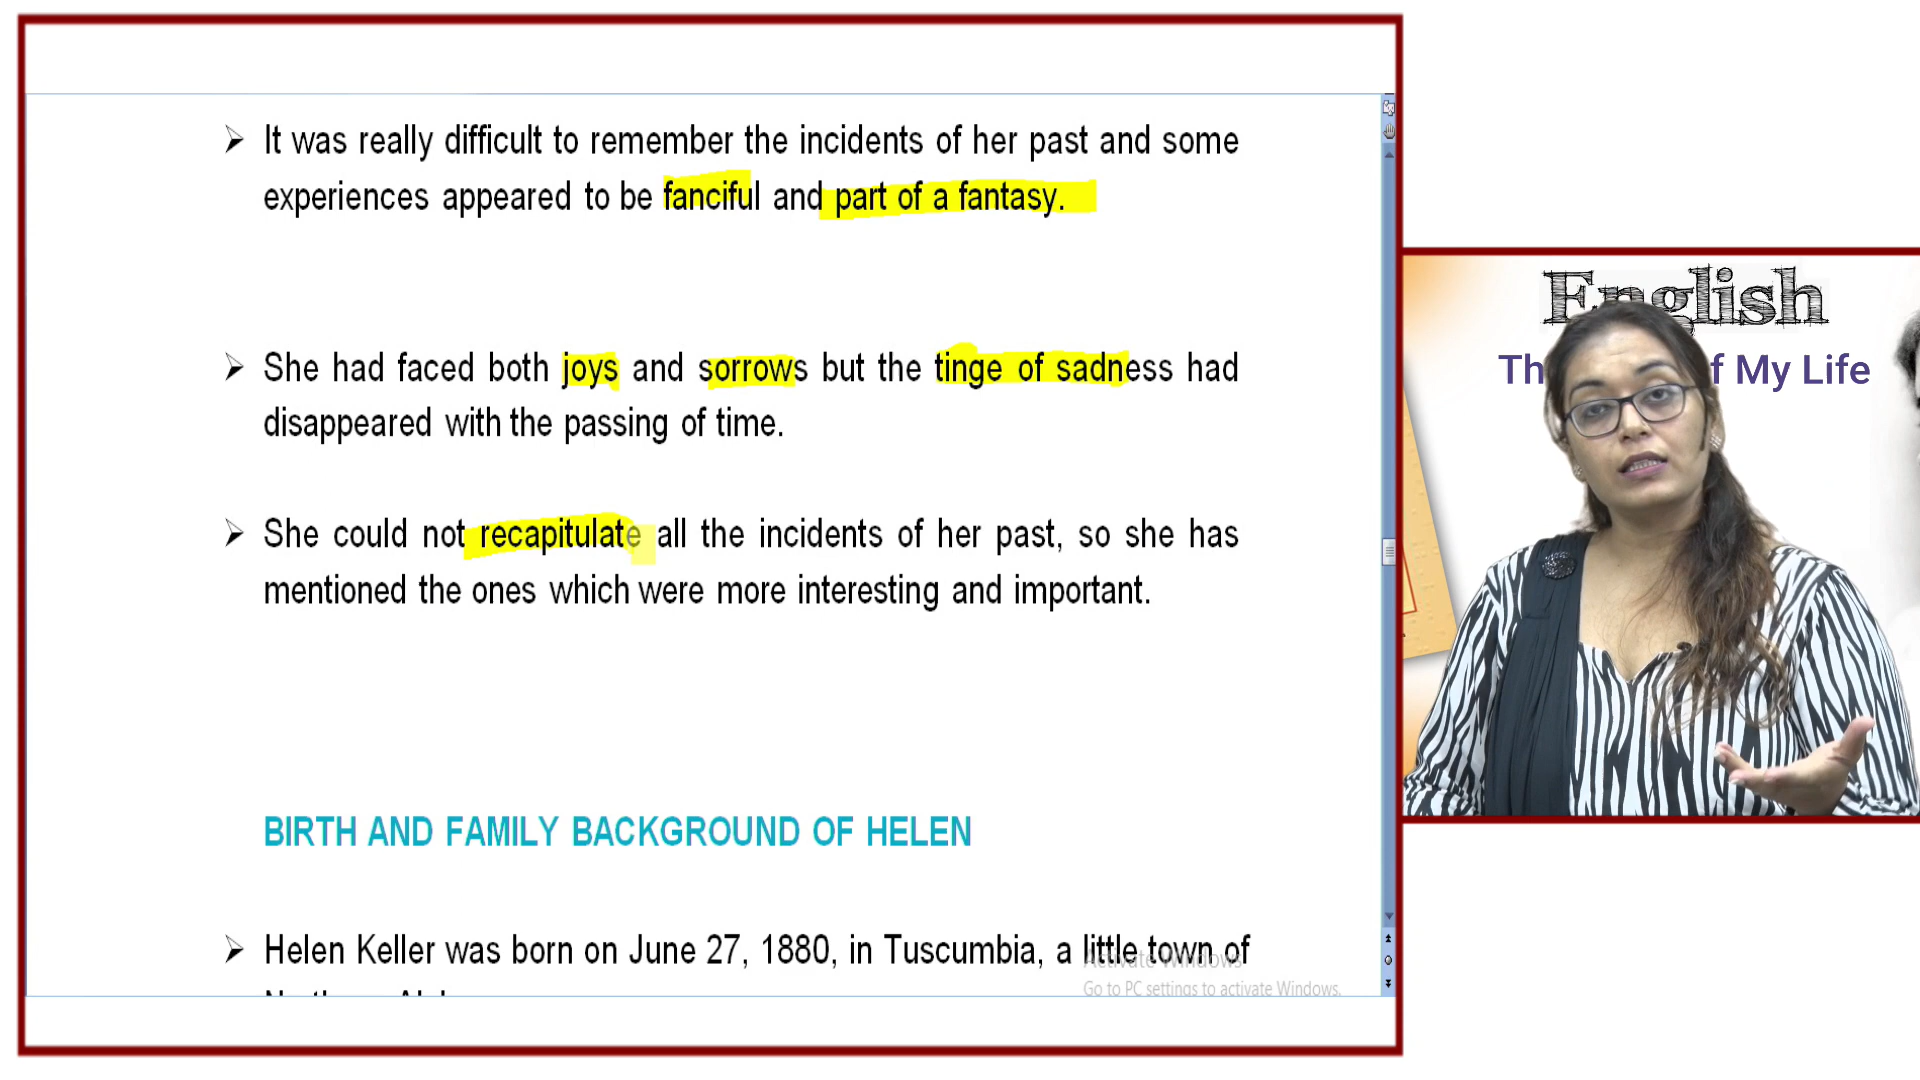 It was really difficult to remember the incidents of her past and some
experiences appeared to be fanciful and part of a fantasy.
She had faced both joys and sorrows but the tinge of sadness had
disappeared with the passing of time.
She could not recapitulate all the incidents of her past, so she has
mentioned the ones which were more interesting and important.
BIRTH AND FAMILY BACKGROUND OF HELEN
Helen Keller was born on June 27, 1880, in Tuscumbia, a little town of
Activate Windows
Go to PC settings to activate Windows.
English
f My Life